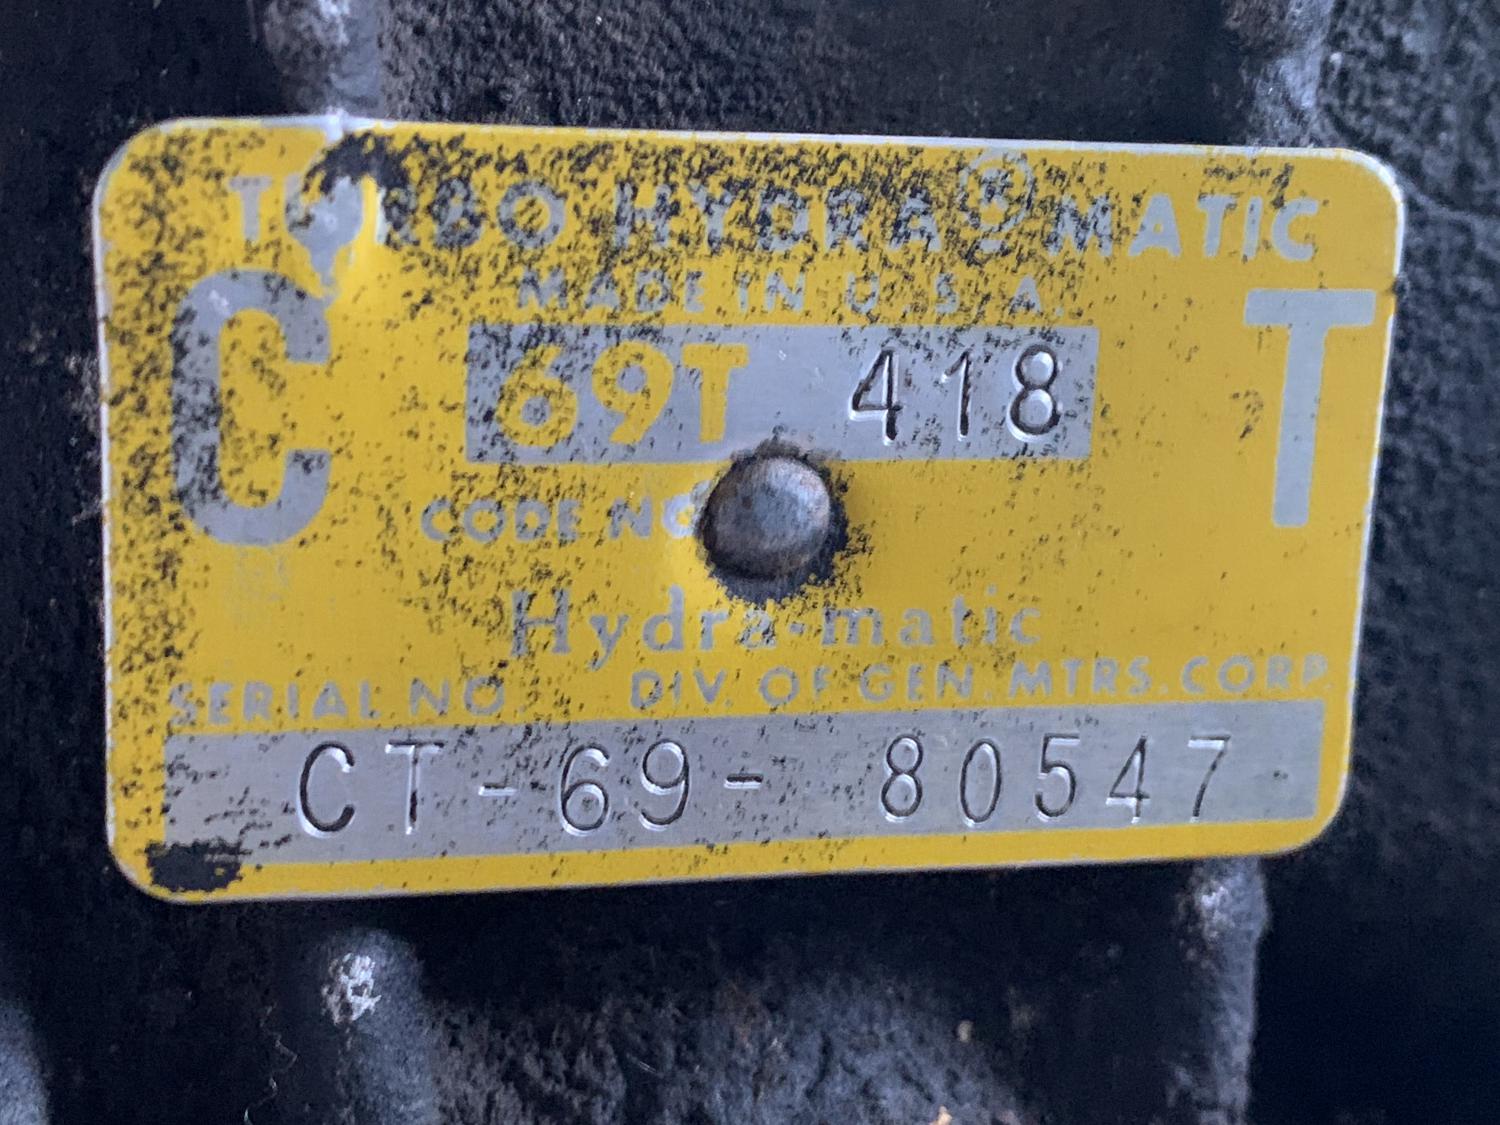 TURBO HYDRA-MATIC
MADE IN U.S.A.
C 69T 418 T
CODE NO
Hydra-matic
SERIAL NO DIV. OF GEN. MTRS. CORP.
CT-69- 80547